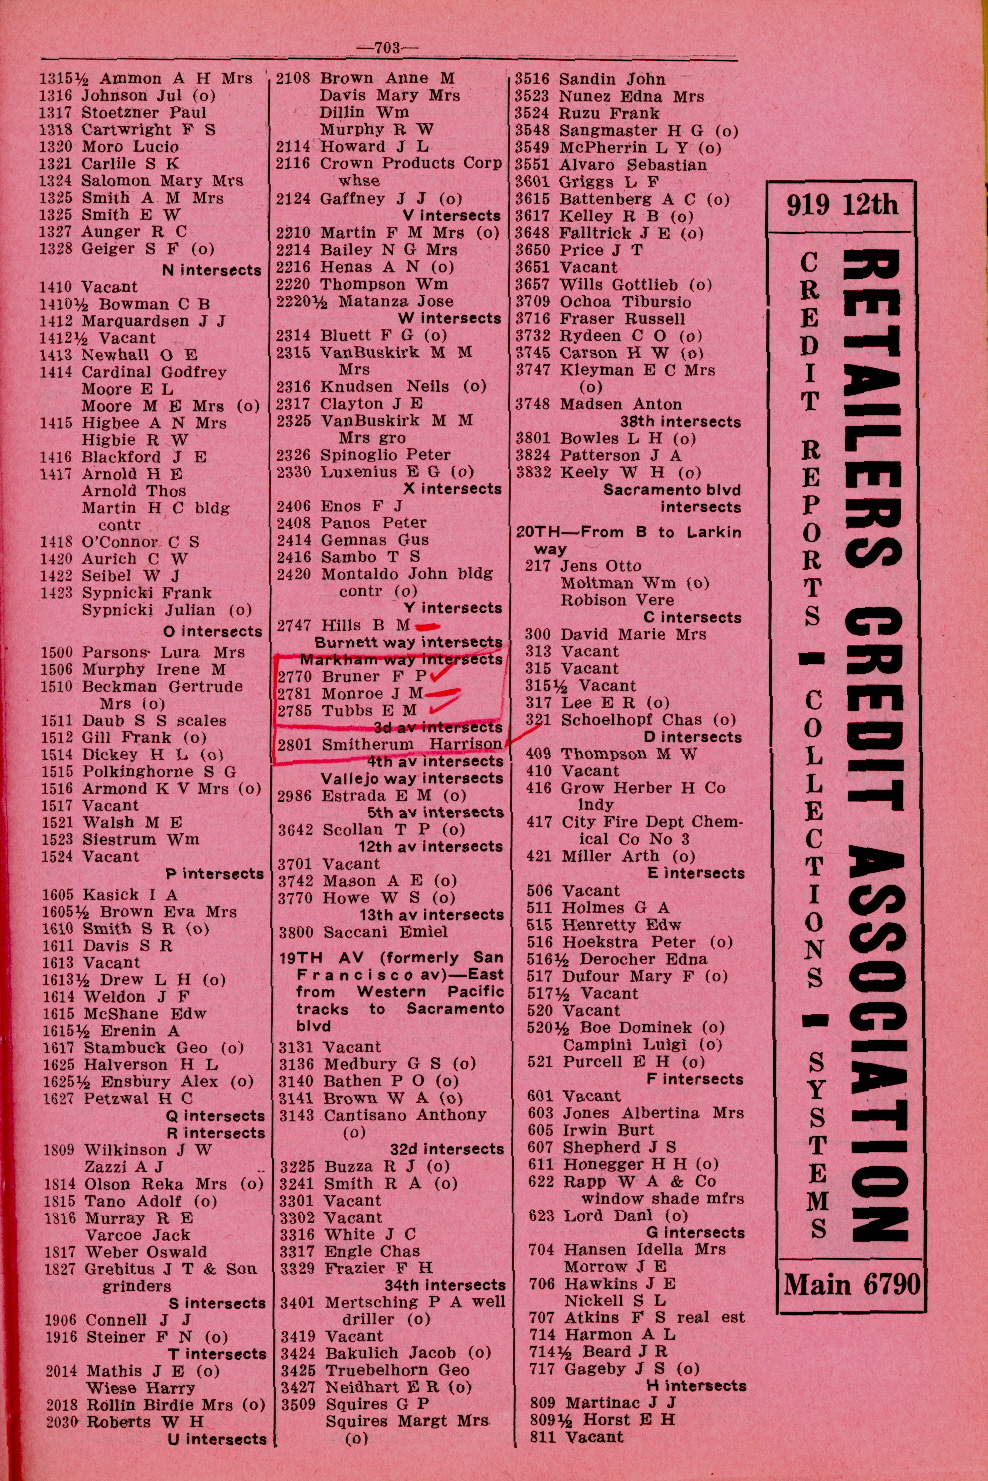 —703—
1315½ Ammon A H Mrs
1316 Johnson Jul (o)
1317 Stoetzner Paul
1318 Cartwright F S
1320 Moro Lucio
1321 Carlile S K
1324 Salomon Mary Mrs
1325 Smith A M Mrs
1325 Smith E W
1327 Aunger R C
1328 Geiger S F (o)
N intersects
1410 Vacant
1410½ Bowman C B
1412 Marquardsen J J
1412½ Vacant
1413 Newhall O E
1414 Cardinal Godfrey
Moore E L
Moore M E Mrs (o)
1415 Higbee A N Mrs
Higbie R W
1416 Blackford J E
1417 Arnold H E
Arnold Thos
Martin H C bldg
contr
1418 O'Connor C S
1420 Aurich C W
1422 Seibel W J
1423 Sypnicki Frank
Sypnicki Julian (o)
O intersects
1500 Parsons Lura Mrs
1506 Murphy Irene M
1510 Beckman Gertrude
Mrs (o)
1511 Daub S S scales
1512 Gill Frank (o)
1514 Dickey H L (o)
1515 Polkinghorne S G
1516 Armond K V Mrs (o)
1517 Vacant
1521 Walsh M E
1523 Siestrum Wm
1524 Vacant
P intersects
1605 Kasick I A
1605½ Brown Eva Mrs
1610 Smith S R (o)
1611 Davis S R
1613 Vacant
1613½ Drew L H (o)
1614 Weldon J F
1615 McShane Edw
1615½ Erenin A
1617 Stambuck Geo (o)
1625 Halverson H L
1625½ Ensbury Alex (o)
1627 Petzwal H C
Q intersects
R intersects
1809 Wilkinson J W
Zazzi A J
1814 Olson Reka Mrs (o)
1815 Tano Adolf (o)
1816 Murray R E
Varcoe Jack
1817 Weber Oswald
1827 Grebitus J T & Son
grinders
S intersects
1906 Connell J J
1916 Steiner F N (o)
T intersects
2014 Mathis J E (o)
Wiese Harry
2018 Rollin Birdie Mrs (o)
2030 Roberts W H
U intersects
2108 Brown Anne M
Davis Mary Mrs
Dillin Wm
Murphy R W
2114 Howard J L
2116 Crown Products Corp
whse
2124 Gaffney J J (o)
V intersects
2210 Martin F M Mrs (o)
2214 Bailey N G Mrs
2216 Henas A N (o)
2220 Thompson Wm
2220½ Matanza Jose
W intersects
2314 Bluett F G (o)
2315 VanBuskirk M M
Mrs
2316 Knudsen Neils (o)
2317 Clayton J E
2325 VanBuskirk M M
Mrs gro
2326 Spinoglio Peter
2330 Luxenius E G (o)
X intersects
2406 Enos F J
2408 Panos Peter
2414 Gemnas Gus
2416 Sambo T S
2420 Montaldo John bldg
contr (o)
Y intersects
2747 Hills B M
Burnett way intersects
Markham way intersects
2770 Bruner F P
2781 Monroe J M
2785 Tubbs E M
3d av intersects
2801 Smitherum Harrison
4th av intersects
Vallejo way intersects
2986 Estrada E M (o)
5th av intersects
3642 Scollan T P (o)
12th av intersects
3701 Vacant
3742 Mason A E (o)
3770 Howe W S (o)
13th av intersects
3800 Saccani Emiel
19TH AV (formerly San
Francisco av)—East
from Western Pacific
tracks to Sacramento
blvd
3131 Vacant
3136 Medbury G S (o)
3140 Bathen P O (o)
3141 Brown W A (o)
3143 Cantisano Anthony
(o)
32d intersects
3225 Buzza R J (o)
3241 Smith R A (o)
3301 Vacant
3302 Vacant
3316 White J C
3317 Engle Chas
3329 Frazier F H
34th intersects
3401 Mertsching P A well
driller (o)
3419 Vacant
3424 Bakulich Jacob (o)
3425 Truebelhorn Geo
3427 Neidhart E R (o)
3509 Squires G P
Squires Margt Mrs
(o)
3516 Sandin John
3523 Nunez Edna Mrs
3524 Ruzu Frank
3548 Sangmaster H G (o)
3549 McPherrin L Y (o)
3551 Alvaro Sebastian
3601 Griggs L F
3615 Battenberg A C (o)
3617 Kelley R B (o)
3648 Falltrick J E (o)
3650 Price J T
3651 Vacant
3657 Wills Gottlieb (o)
3709 Ochoa Tibursio
3716 Fraser Russell
3732 Rydeen C O (o)
3745 Carson H W (o)
3747 Kleyman E C Mrs
(o)
3748 Madsen Anton
38th intersects
3801 Bowles L H (o)
3824 Patterson J A
3832 Keely W H (o)
Sacramento blvd
intersects
20TH—From B to Larkin
way
217 Jens Otto
Moltman Wm (o)
Robison Vere
C intersects
300 David Marie Mrs
313 Vacant
315 Vacant
315½ Vacant
317 Lee E R (o)
321 Schoelhopf Chas (o)
D intersects
409 Thompson M W
410 Vacant
416 Grow Herber H Co
Indy
417 City Fire Dept Chem-
ical Co No 3
421 Miller Arth (o)
E intersects
506 Vacant
511 Holmes G A
515 Henretty Edw
516 Hoekstra Peter (o)
516½ Derocher Edna
517 Dufour Mary F (o)
517½ Vacant
520 Vacant
520½ Boe Dominek (o)
Campini Luigi (o)
521 Purcell E H (o)
F intersects
601 Vacant
603 Jones Albertina Mrs
605 Irwin Burt
607 Shepherd J S
611 Honegger H H (o)
622 Rapp W A & Co
window shade mfrs
623 Lord Danl (o)
G intersects
704 Hansen Idella Mrs
Morrow J E
706 Hawkins J E
Nickell S L
707 Atkins F S real est
714 Harmon A L
714½ Beard J R
717 Gageby J S (o)
H intersects
809 Martinac J J
809½ Horst E H
811 Vacant
919 12th
RETAILERS CREDIT ASSOCIATION
CREDIT REPORTS - COLLECTIONS - SYSTEMS
Main 6790